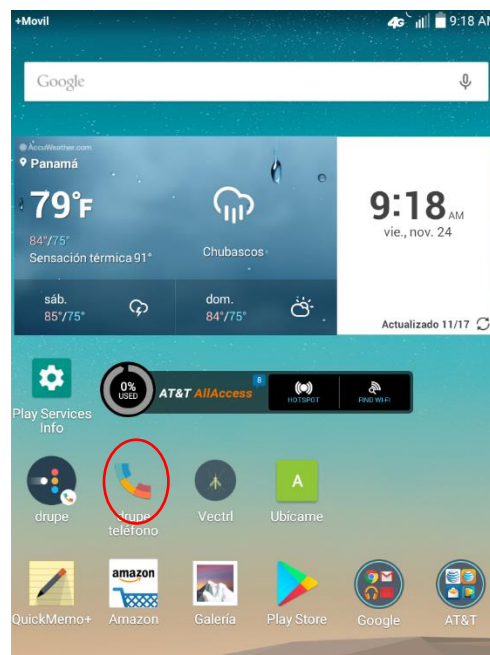 +Movil
4G
9:18 AM
Google
AccuWeather.com
Panamá
79°F
84°/75°
Sensación térmica 91°
Chubascos
9:18 AM
vie., nov. 24
sáb.
85°/75°
dom.
84°/75°
Actualizado 11/17
0%
USED
AT&T AllAccess
8
HOTSPOT
FIND WI-FI
Play Services
Info
drupe
drupe
teléfono
Vectrl
A
Ubícame
amazon
QuickMemo+
Amazon
Galería
Play Store
Google
AT&T